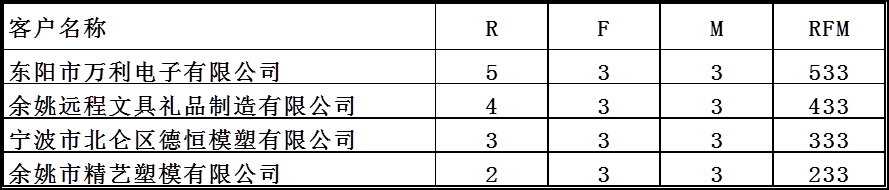 客户名称 R F M RFM
东阳市万利电子有限公司 5 3 3 533
余姚远程文具礼品制造有限公司 4 3 3 433
宁波市北仑区德恒模塑有限公司 3 3 3 333
余姚市精艺塑模有限公司 2 3 3 233